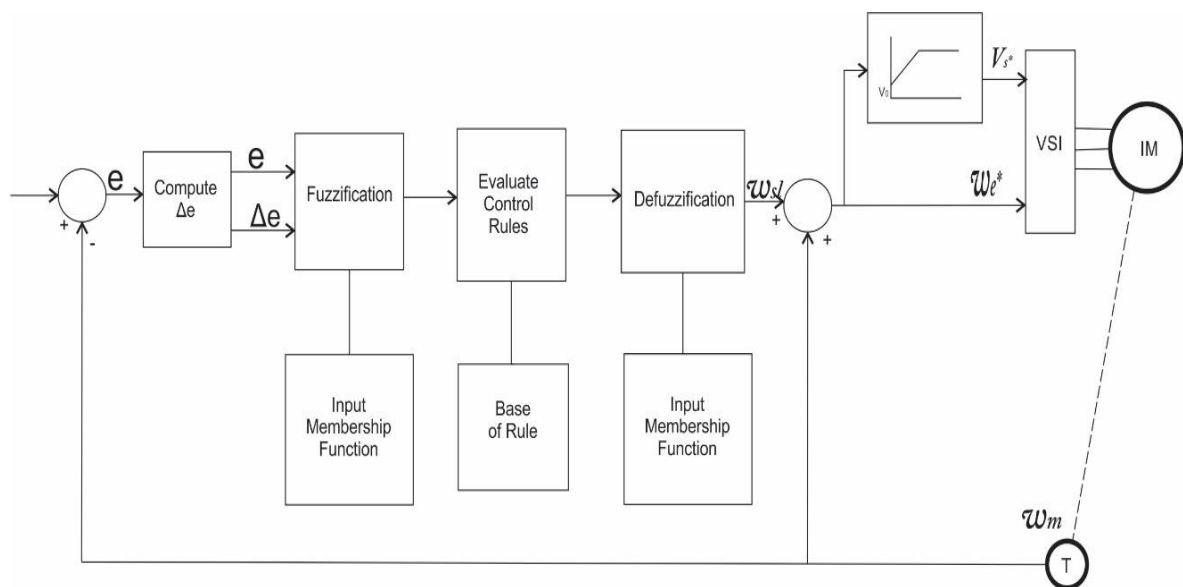 V₀
Vs*
VSI
IM
e
Compute
Δe
e
Δe
Fuzzification
Evaluate
Control
Rules
Defuzzification
wsl
+
+
We*
+
-
Input
Membership
Function
Base
of Rule
Input
Membership
Function
wm
T